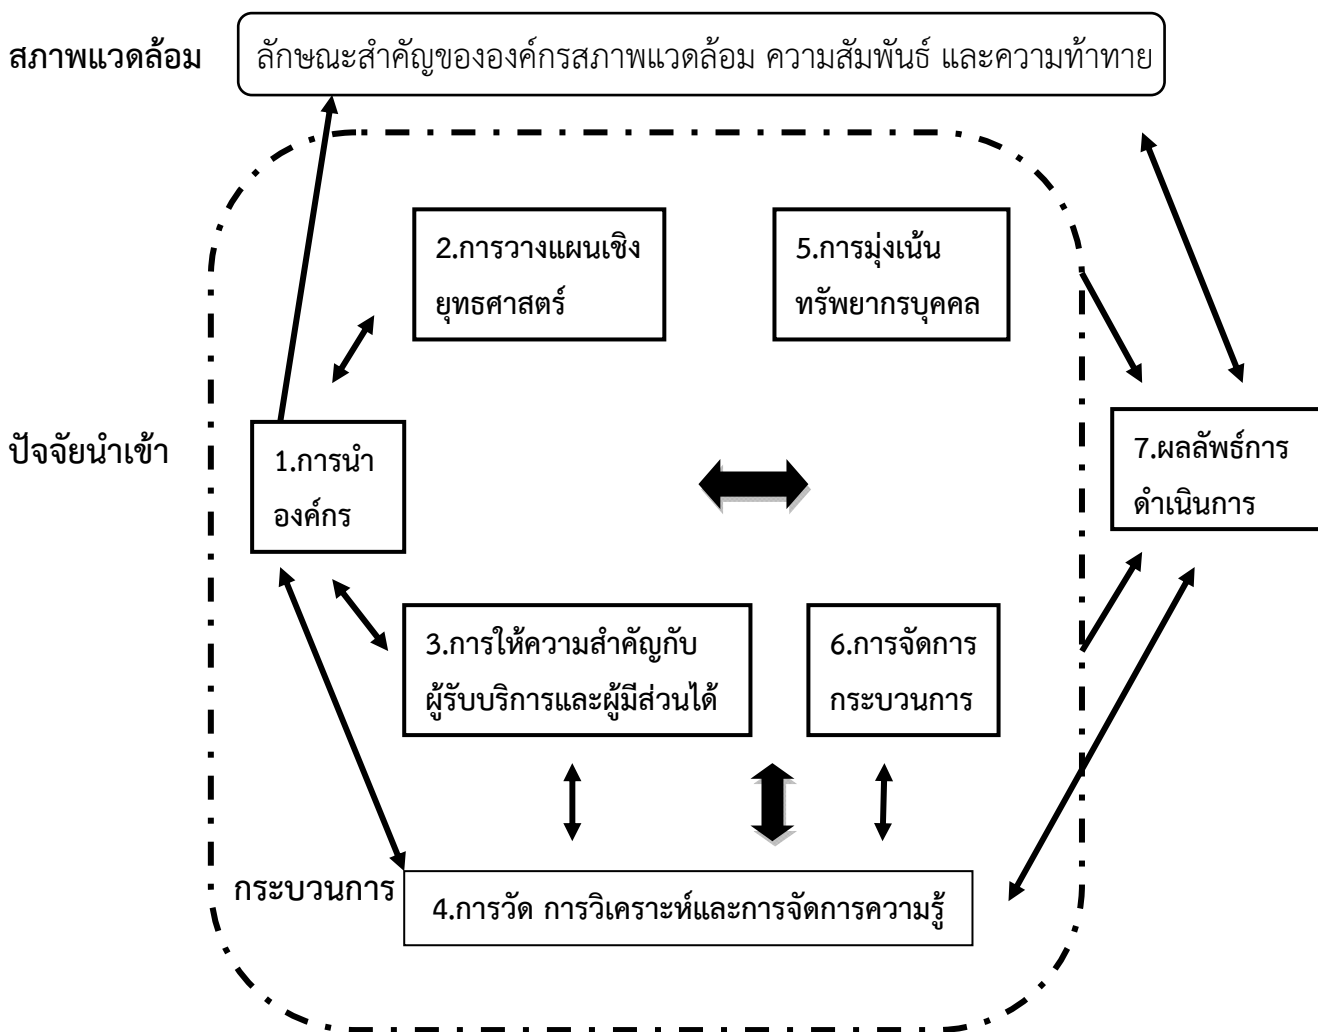 สภาพแวดล้อม
ลักษณะสำคัญขององค์กรสภาพแวดล้อม ความสัมพันธ์ และความท้าทาย
2.การวางแผนเชิง
ยุทธศาสตร์
5.การมุ่งเน้น
ทรัพยากรบุคคล
ปัจจัยนำเข้า
1.การนำ
องค์กร
7.ผลลัพธ์การ
ดำเนินการ
3.การให้ความสำคัญกับ
ผู้รับบริการและผู้มีส่วนได้
6.การจัดการ
กระบวนการ
กระบวนการ
4.การวัด การวิเคราะห์และการจัดการความรู้